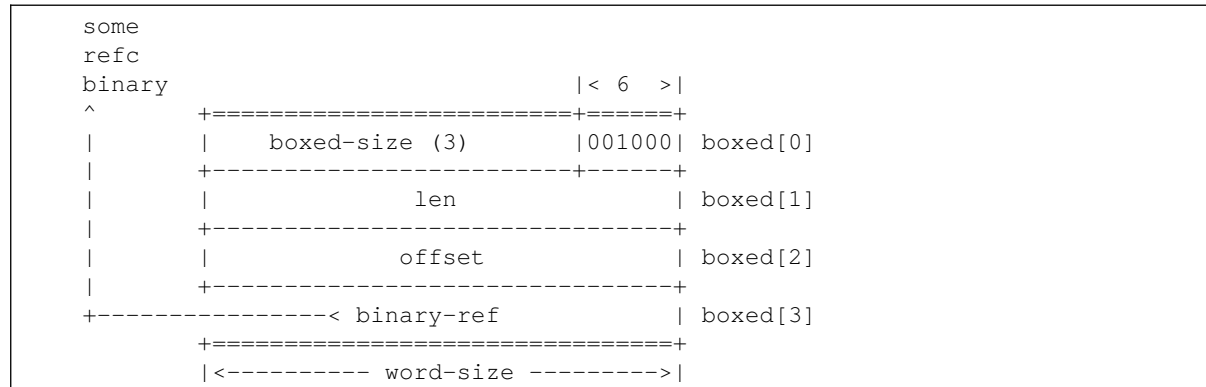 some
refc
binary                            |< 6  >|
^       +=========================+======+
|       |    boxed-size (3)       |001000| boxed[0]
|       +-------------------------+------+
|       |              len               | boxed[1]
|       +--------------------------------+
|       |             offset             | boxed[2]
|       +--------------------------------+
+----------------< binary-ref            | boxed[3]
        +================================+
        |<---------- word-size --------->|